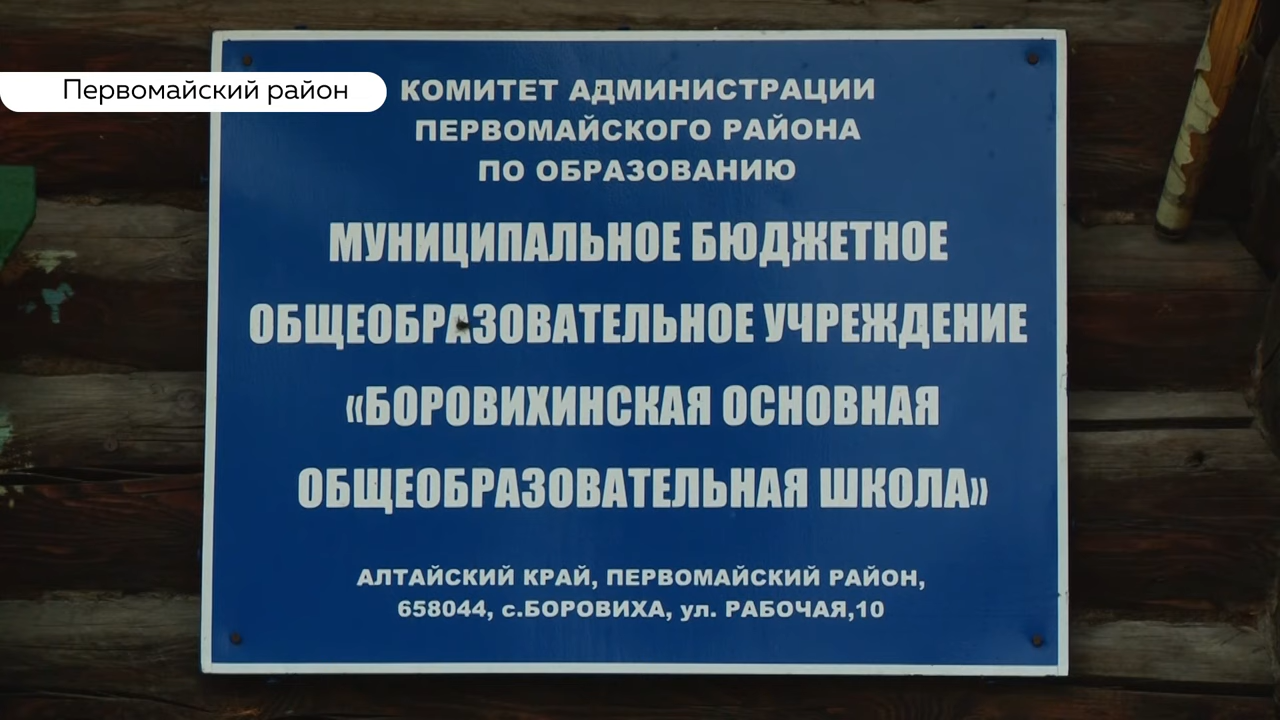 Первомайский район
КОМИТЕТ АДМИНИСТРАЦИИ
ПЕРВОМАЙСКОГО РАЙОНА
ПО ОБРАЗОВАНИЮ
МУНИЦИПАЛЬНОЕ БЮДЖЕТНОЕ
ОБЩЕОБРАЗОВАТЕЛЬНОЕ УЧРЕЖДЕНИЕ
«БОРОВИХИНСКАЯ ОСНОВНАЯ
ОБЩЕОБРАЗОВАТЕЛЬНАЯ ШКОЛА»
АЛТАЙСКИЙ КРАЙ, ПЕРВОМАЙСКИЙ РАЙОН,
658044, с.БОРОВИХА, ул. РАБОЧАЯ,10